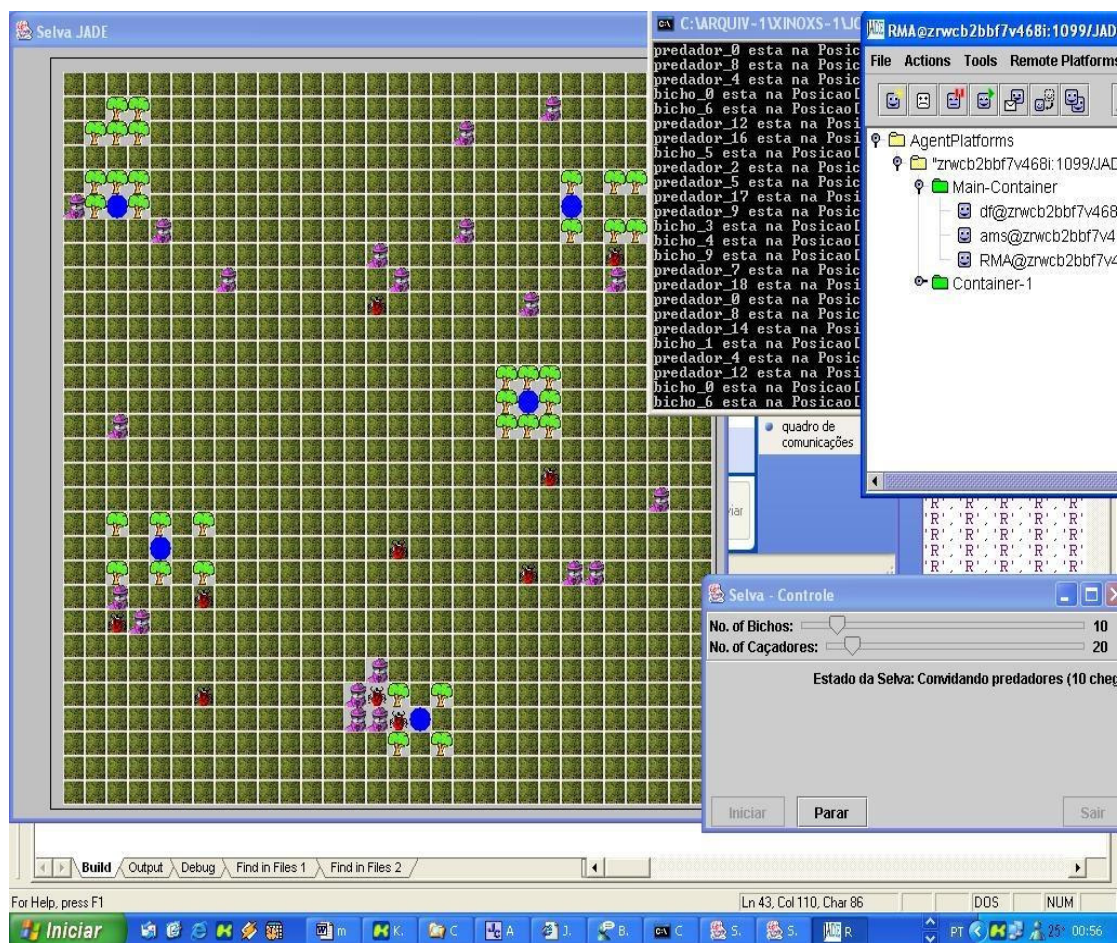 Selva JADE
C:\ARQUIV~1\XINOXS~1\JC
predador_0 esta na Posic
predador_8 esta na Posic
predador_4 esta na Posic
bicho_0 esta na Posicao[
bicho_6 esta na Posicao[
predador_12 esta na Posi
predador_16 esta na Posi
bicho_5 esta na Posicao[
predador_2 esta na Posic
predador_5 esta na Posic
predador_17 esta na Posi
predador_9 esta na Posic
bicho_3 esta na Posicao[
bicho_4 esta na Posicao[
bicho_9 esta na Posicao[
predador_7 esta na Posic
predador_18 esta na Posi
predador_0 esta na Posic
predador_8 esta na Posic
predador_14 esta na Posi
bicho_1 esta na Posicao[
predador_4 esta na Posic
predador_12 esta na Posi
bicho_0 esta na Posicao[
bicho_6 esta na Posicao[
RMA@zrwcb2bbf7v468i:1099/JAD
File Actions Tools Remote Platforms
AgentPlatforms
"zrwcb2bbf7v468i:1099/JAD
Main-Container
df@zrwcb2bbf7v468
ams@zrwcb2bbf7v4
RMA@zrwcb2bbf7v4
Container-1
quadro de
comunicações
viar
'R', 'R', 'R', 'R'
'R', 'R', 'R', 'R'
'R', 'R', 'R', 'R'
'R', 'R', 'R', 'R'
'R', 'R', 'R', 'R'
Selva - Controle
No. of Bichos: 10
No. of Caçadores: 20
Estado da Selva: Convidando predadores (10 cheg
Iniciar Parar Sair
Build Output Debug Find in Files 1 Find in Files 2
For Help, press F1
Ln 43, Col 110, Char 86 DOS NUM
Iniciar m K. C A J. B. C S. S. R PT 25° 00:56